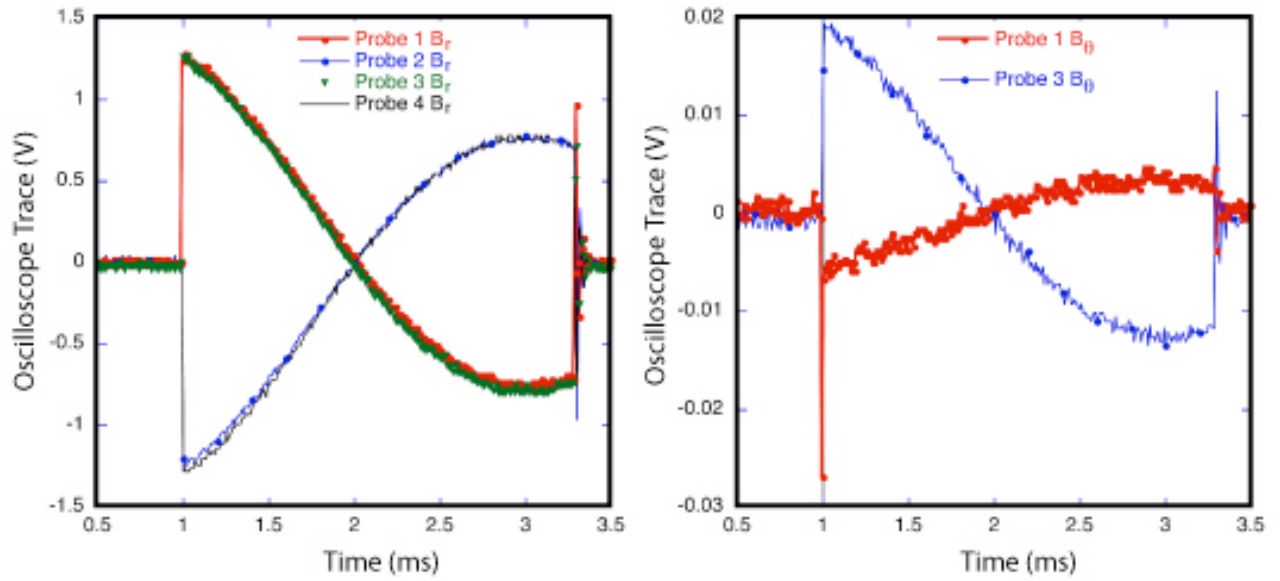 1.5
1
0.5
0
-0.5
-1
-1.5
Oscilloscope Trace (V)
Probe 1 Bᵣ
Probe 2 Bᵣ
Probe 3 Bᵣ
Probe 4 Bᵣ
0.5 1 1.5 2 2.5 3 3.5
Time (ms)
0.02
0.01
0
-0.01
-0.02
-0.03
Oscilloscope Trace (V)
Probe 1 B_θ
Probe 3 B_θ
0.5 1 1.5 2 2.5 3 3.5
Time (ms)